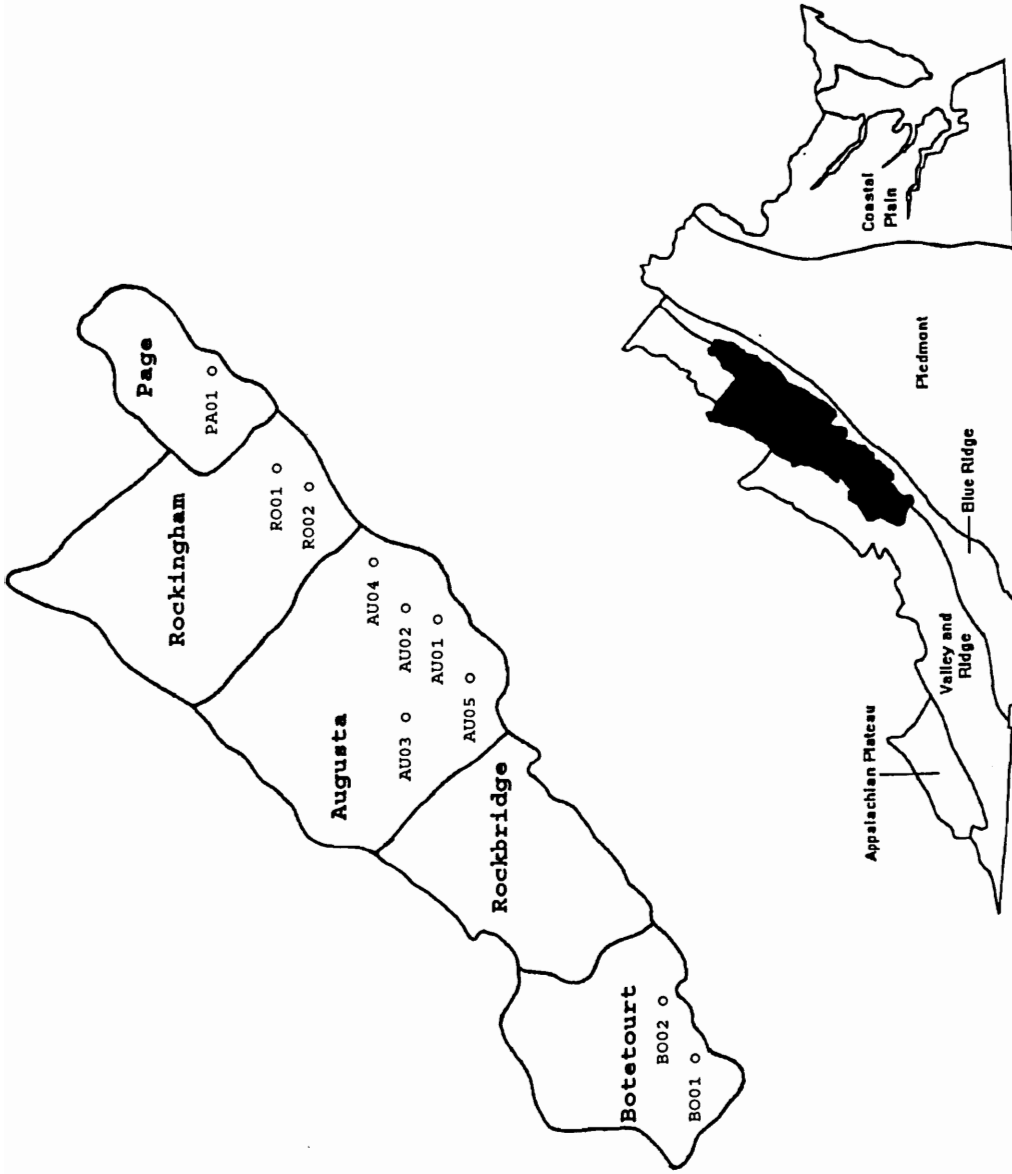 Page
PA01
Rockingham
RO01
RO02
Augusta
AU04
AU02
AU01
AU03
AU05
Rockbridge
Botetourt
BO02
BO01
Coastal
Plain
Piedmont
Blue Ridge
Valley and
Ridge
Appalachian Plateau